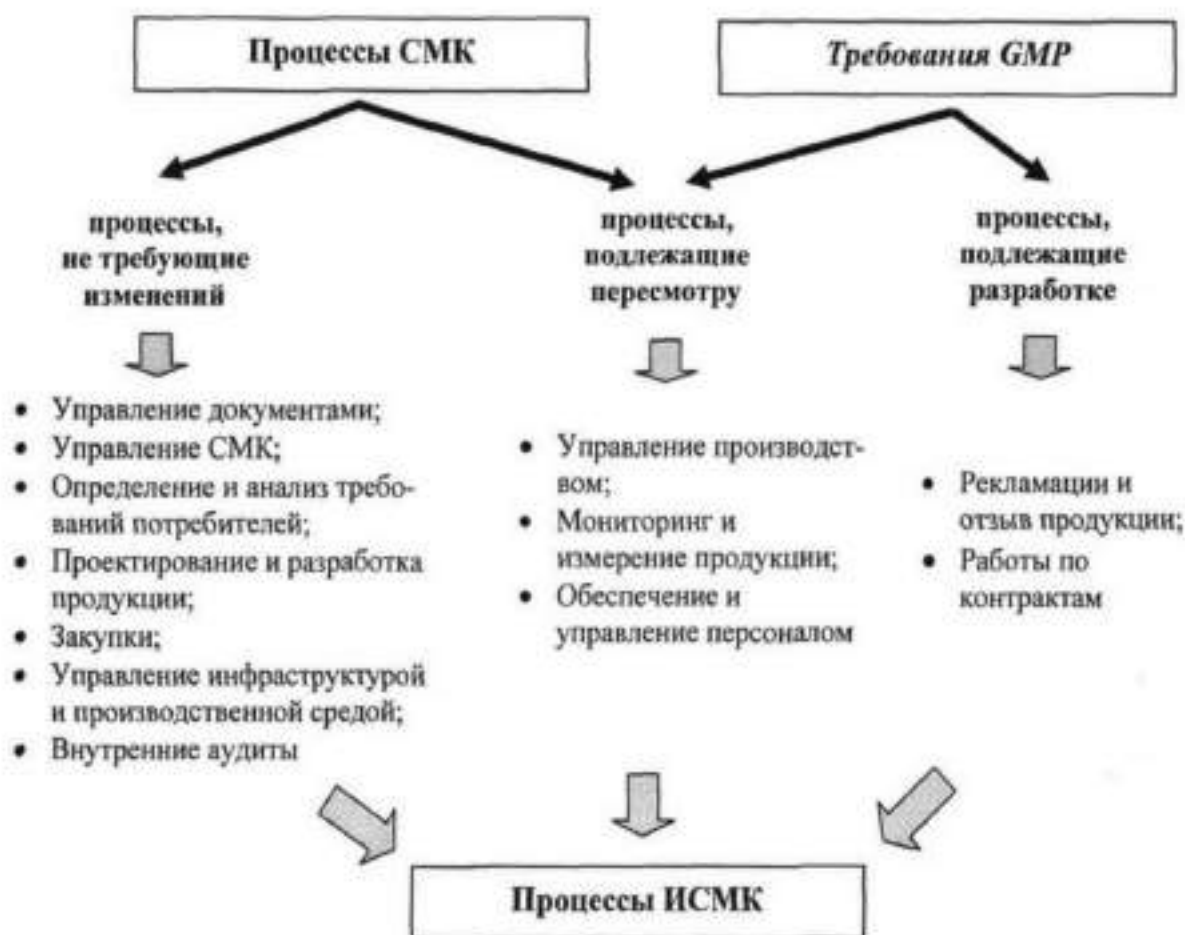 Процессы СМК
Требования GMP
процессы,
не требующие
изменений
процессы,
подлежащие
пересмотру
процессы,
подлежащие
разработке
• Управление документами;
• Управление СМК;
• Определение и анализ требо-
ваний потребителей;
• Проектирование и разработка
продукции;
• Закупки;
• Управление инфраструктурой
и производственной средой;
• Внутренние аудиты
• Управление производст-
вом;
• Мониторинг и
измерение продукции;
• Обеспечение и
управление персоналом
• Рекламации и
отзыв продукции;
• Работы по
контрактам
Процессы ИСМК